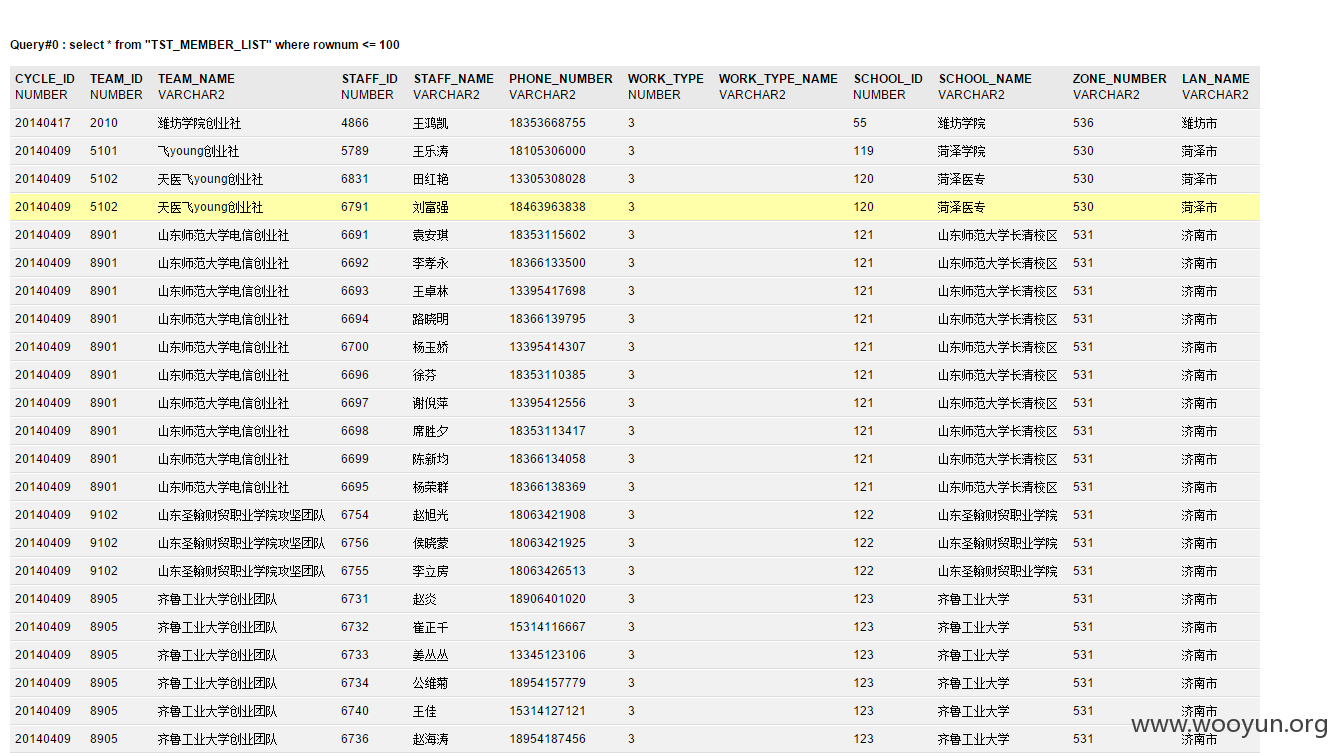 Query#0 : select * from "TST_MEMBER_LIST" where rownum <= 100
CYCLE_ID TEAM_ID TEAM_NAME STAFF_ID STAFF_NAME PHONE_NUMBER WORK_TYPE WORK_TYPE_NAME SCHOOL_ID SCHOOL_NAME ZONE_NUMBER LAN_NAME
NUMBER NUMBER VARCHAR2 NUMBER VARCHAR2 VARCHAR2 NUMBER VARCHAR2 NUMBER VARCHAR2 VARCHAR2 VARCHAR2
20140417 2010 潍坊学院创业社 4866 王鸿凯 18353668755 3 55 潍坊学院 536 潍坊市
20140409 5101 飞young创业社 5789 王乐涛 18105306000 3 119 菏泽学院 530 菏泽市
20140409 5102 天医飞young创业社 6831 田红艳 13305308028 3 120 菏泽医专 530 菏泽市
20140409 5102 天医飞young创业社 6791 刘富强 18463963838 3 120 菏泽医专 530 菏泽市
20140409 8901 山东师范大学电信创业社 6691 袁安琪 18353115602 3 121 山东师范大学长清校区 531 济南市
20140409 8901 山东师范大学电信创业社 6692 李孝永 18366133500 3 121 山东师范大学长清校区 531 济南市
20140409 8901 山东师范大学电信创业社 6693 王卓林 13395417698 3 121 山东师范大学长清校区 531 济南市
20140409 8901 山东师范大学电信创业社 6694 路晓明 18366139795 3 121 山东师范大学长清校区 531 济南市
20140409 8901 山东师范大学电信创业社 6700 杨玉娇 13395414307 3 121 山东师范大学长清校区 531 济南市
20140409 8901 山东师范大学电信创业社 6696 徐芬 18353110385 3 121 山东师范大学长清校区 531 济南市
20140409 8901 山东师范大学电信创业社 6697 谢倪萍 13395412556 3 121 山东师范大学长清校区 531 济南市
20140409 8901 山东师范大学电信创业社 6698 席胜夕 18353113417 3 121 山东师范大学长清校区 531 济南市
20140409 8901 山东师范大学电信创业社 6699 陈新均 18366134058 3 121 山东师范大学长清校区 531 济南市
20140409 8901 山东师范大学电信创业社 6695 杨荣群 18366138369 3 121 山东师范大学长清校区 531 济南市
20140409 9102 山东圣翰财贸职业学院攻坚团队 6754 赵旭光 18063421908 3 122 山东圣翰财贸职业学院 531 济南市
20140409 9102 山东圣翰财贸职业学院攻坚团队 6756 侯晓蒙 18063421925 3 122 山东圣翰财贸职业学院 531 济南市
20140409 9102 山东圣翰财贸职业学院攻坚团队 6755 李立房 18063426513 3 122 山东圣翰财贸职业学院 531 济南市
20140409 8905 齐鲁工业大学创业团队 6731 赵炎 18906401020 3 123 齐鲁工业大学 531 济南市
20140409 8905 齐鲁工业大学创业团队 6732 崔正千 15314116667 3 123 齐鲁工业大学 531 济南市
20140409 8905 齐鲁工业大学创业团队 6733 姜丛丛 13345123106 3 123 齐鲁工业大学 531 济南市
20140409 8905 齐鲁工业大学创业团队 6734 公维菊 18954157779 3 123 齐鲁工业大学 531 济南市
20140409 8905 齐鲁工业大学创业团队 6740 王佳 15314127121 3 123 齐鲁工业大学 531 济南市
20140409 8905 齐鲁工业大学创业团队 6736 赵海涛 18954187456 3 123 齐鲁工业大学 531 济南市
www.wooyun.org